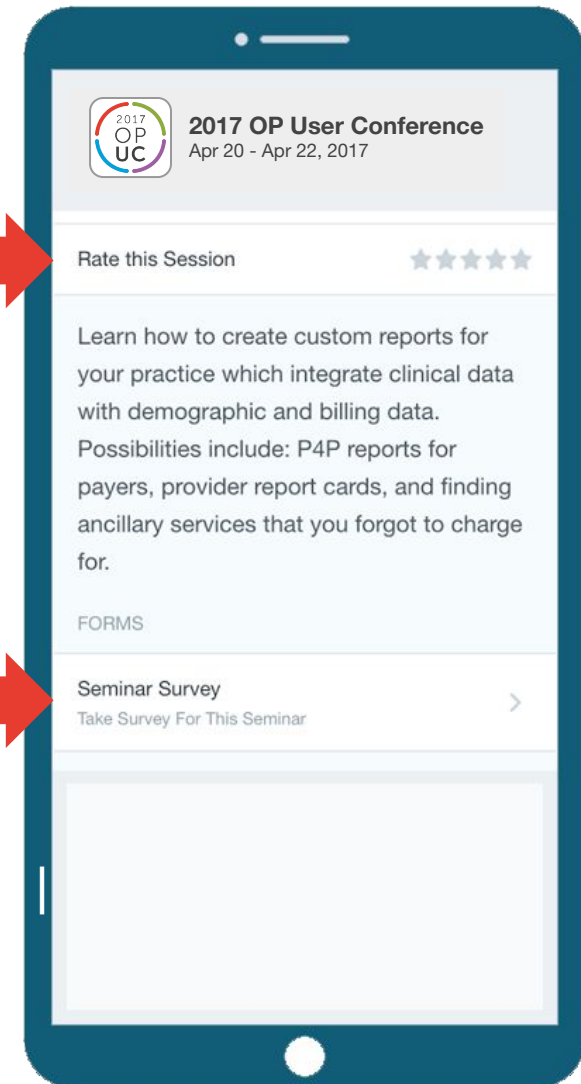 2017
OP
UC
2017 OP User Conference
Apr 20 - Apr 22, 2017
Rate this Session
Learn how to create custom reports for
your practice which integrate clinical data
with demographic and billing data.
Possibilities include: P4P reports for
payers, provider report cards, and finding
ancillary services that you forgot to charge
for.
FORMS
Seminar Survey
Take Survey For This Seminar